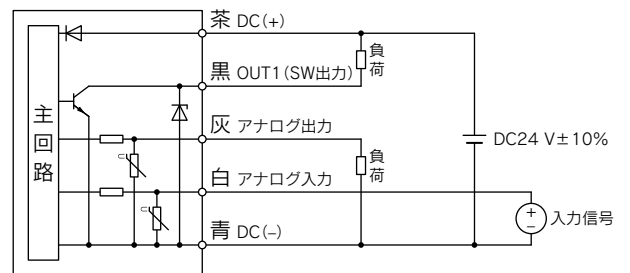 茶 DC(+)
負荷
黒 OUT1(SW出力)
主回路
灰 アナログ出力
負荷
DC24 V±10%
白 アナログ入力
+
−
入力信号
青 DC(−)